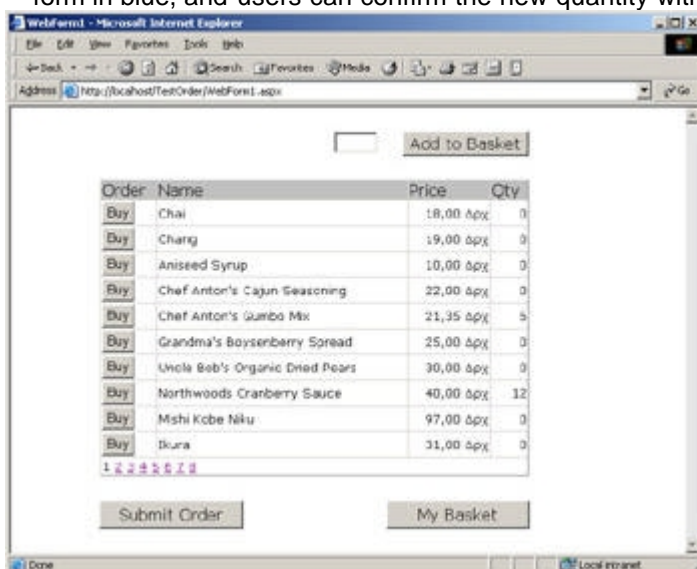 form in blue, and users can confirm the new quantity with
WebForm1 - Microsoft Internet Explorer
File Edit View Favorites Tools Help
Back Search Favorites Media
Address http://localhost/TestOrder/WebForm1.aspx Go
Add to Basket
Order Name Price Qty
Buy Chai 18,00 Δρχ 0
Buy Chang 19,00 Δρχ 0
Buy Aniseed Syrup 10,00 Δρχ 0
Buy Chef Anton's Cajun Seasoning 22,00 Δρχ 0
Buy Chef Anton's Gumbo Mix 21,35 Δρχ 5
Buy Grandma's Boysenberry Spread 25,00 Δρχ 0
Buy Uncle Bob's Organic Dried Pears 30,00 Δρχ 0
Buy Northwoods Cranberry Sauce 40,00 Δρχ 12
Buy Mishi Kobe Niku 97,00 Δρχ 0
Buy Ikura 31,00 Δρχ 0
1 2 3 4 5 6 7 8
Submit Order My Basket
Done Local intranet